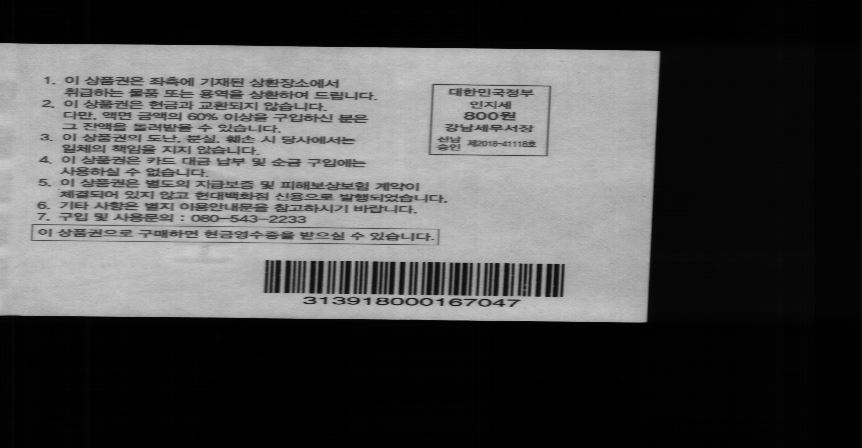 1. 이 상품권은 좌측에 기재된 상환장소에서
취급하는 물품 또는 용역을 상환하여 드립니다.
2. 이 상품권은 현금과 교환되지 않습니다.
다만, 액면 금액의 60% 이상을 구입하신 분은
그 잔액을 돌려받을 수 있습니다.
3. 이 상품권의 도난, 분실, 훼손 시 당사에서는
일체의 책임을 지지 않습니다.
4. 이 상품권은 카드 대금 납부 및 순금 구입에는
사용하실 수 없습니다.
5. 이 상품권은 별도의 지급보증 및 피해보상보험 계약이
체결되어 있지 않고 현대백화점 신용으로 발행되었습니다.
6. 기타 사항은 별지 이용안내문을 참고하시기 바랍니다.
7. 구입 및 사용문의 : 080-543-2233
이 상품권으로 구매하면 현금영수증을 받으실 수 있습니다.
대한민국정부
인지세
800원
강남세무서장
선납
승인 제2018-41118호
313918000167047